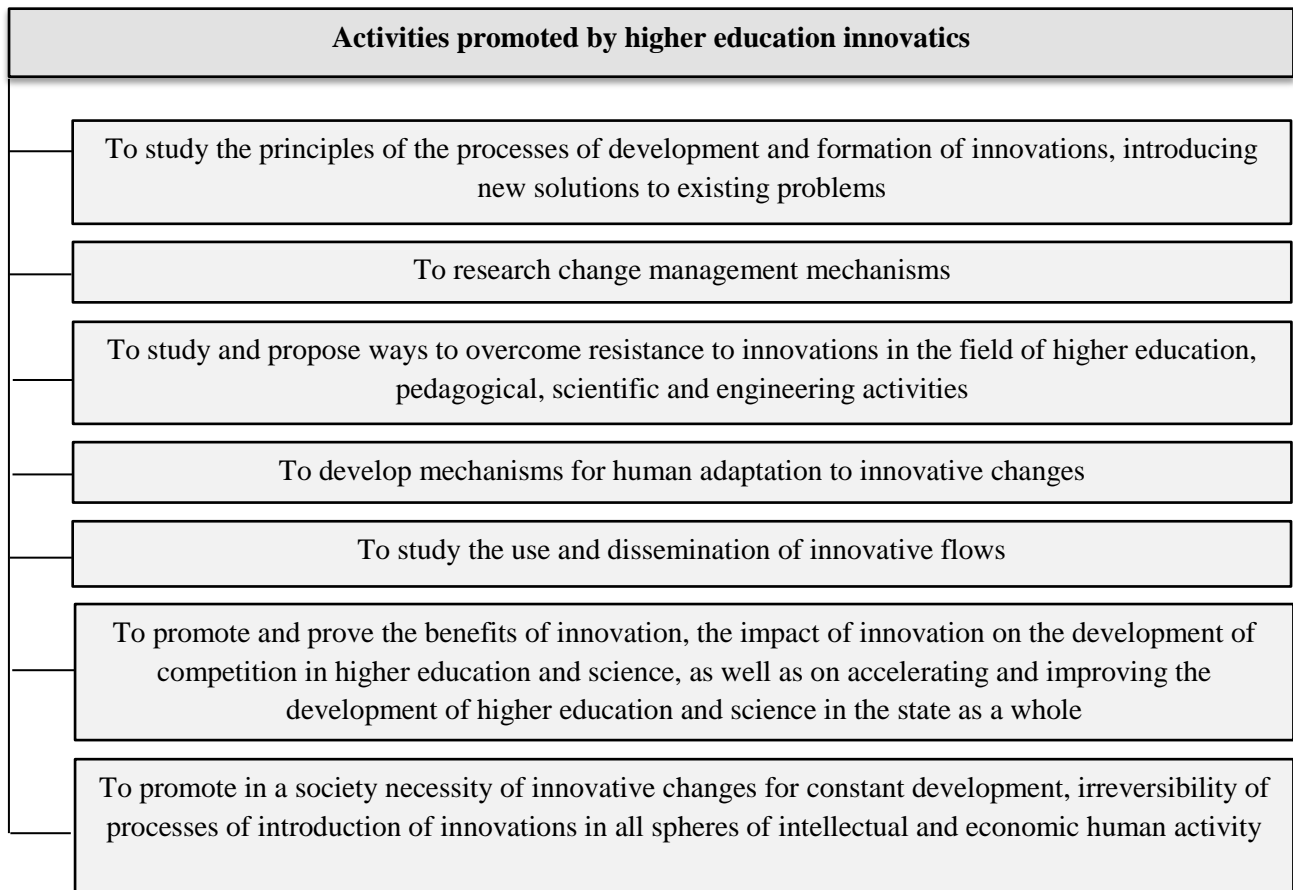 Activities promoted by higher education innovatics
To study the principles of the processes of development and formation of innovations, introducing
new solutions to existing problems
To research change management mechanisms
To study and propose ways to overcome resistance to innovations in the field of higher education,
pedagogical, scientific and engineering activities
To develop mechanisms for human adaptation to innovative changes
To study the use and dissemination of innovative flows
To promote and prove the benefits of innovation, the impact of innovation on the development of
competition in higher education and science, as well as on accelerating and improving the
development of higher education and science in the state as a whole
To promote in a society necessity of innovative changes for constant development, irreversibility of
processes of introduction of innovations in all spheres of intellectual and economic human activity